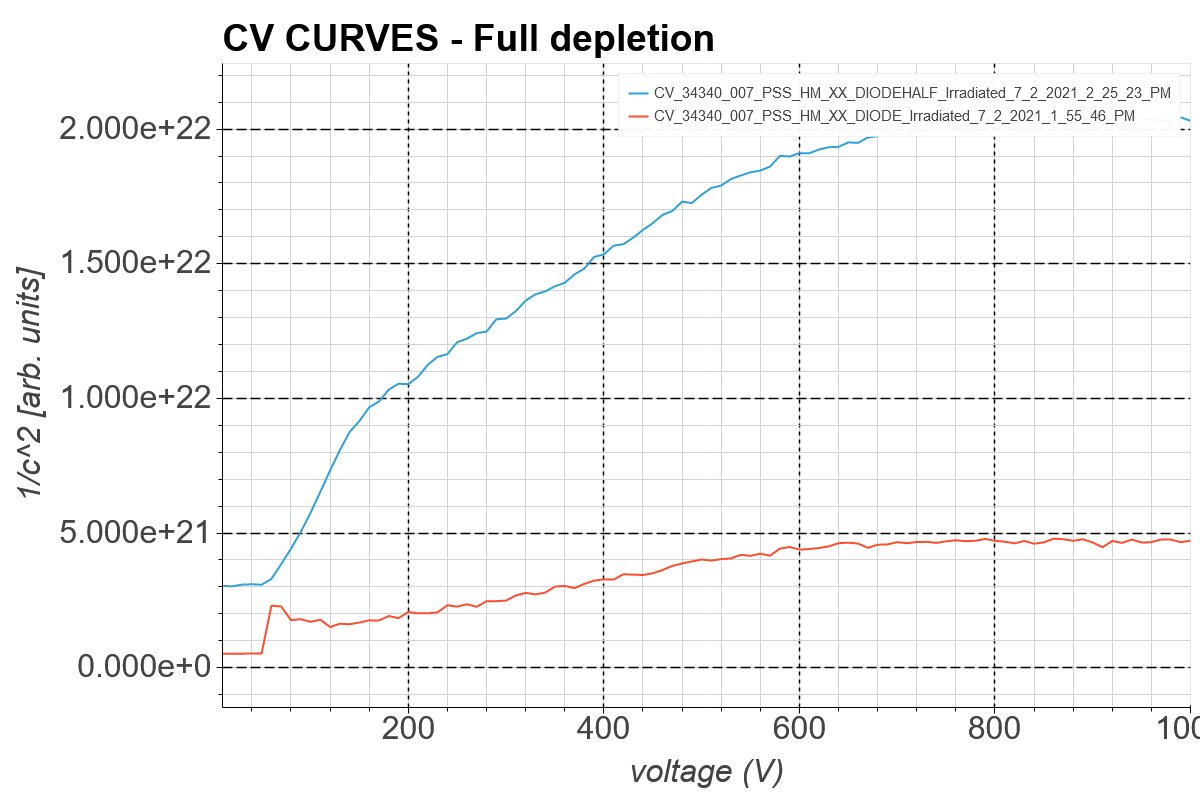 CV CURVES - Full depletion
CV_34340_007_PSS_HM_XX_DIODEHALF_Irradiated_7_2_2021_2_25_23_PM
CV_34340_007_PSS_HM_XX_DIODE_Irradiated_7_2_2021_1_55_46_PM
2.000e+22
1.500e+22
1.000e+22
5.000e+21
0.000e+0
1/c^2 [arb. units]
200 400 600 800 100
voltage (V)